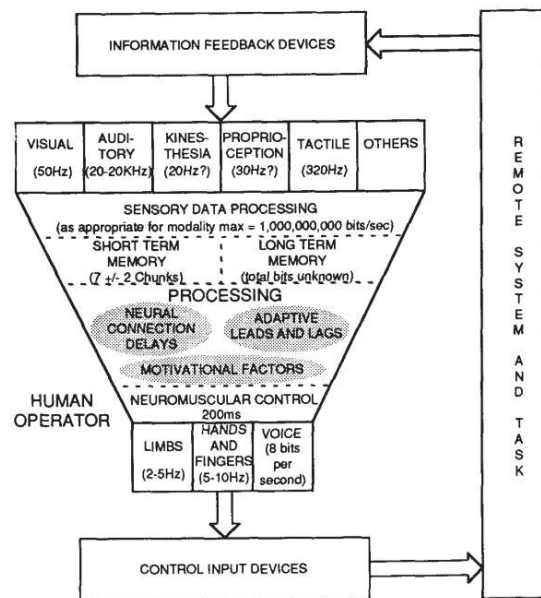 INFORMATION FEEDBACK DEVICES
VISUAL
(50Hz)
AUDI-
TORY
(20-20KHz)
KINES-
THESIA
(20Hz?)
PROPRIO-
CEPTION
(30Hz?)
TACTILE
(320Hz)
OTHERS
SENSORY DATA PROCESSING
(as appropriate for modality max = 1,000,000,000 bits/sec)
SHORT TERM
MEMORY
(7 +/- 2 Chunks)
LONG TERM
MEMORY
(total bits unknown)
PROCESSING
NEURAL
CONNECTION
DELAYS
ADAPTIVE
LEADS AND LAGS
MOTIVATIONAL FACTORS
HUMAN
OPERATOR
NEUROMUSCULAR CONTROL
200ms
LIMBS
(2-5Hz)
HANDS
AND
FINGERS
(5-10Hz)
VOICE
(8 bits
per
second)
CONTROL INPUT DEVICES
REMOTE SYSTEM AND TASK